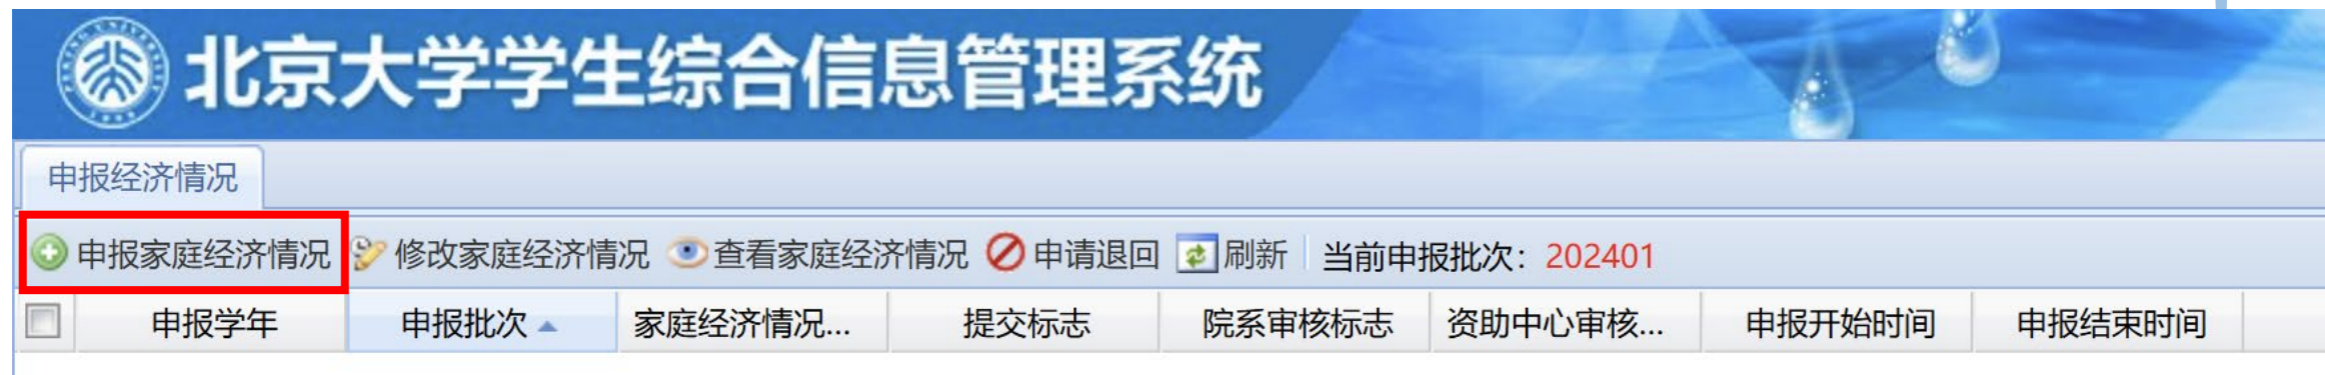 北京大学学生综合信息管理系统
申报经济情况
申报家庭经济情况 修改家庭经济情况 查看家庭经济情况 申请退回 刷新 当前申报批次：202401
申报学年 申报批次 家庭经济情况... 提交标志 院系审核标志 资助中心审核... 申报开始时间 申报结束时间